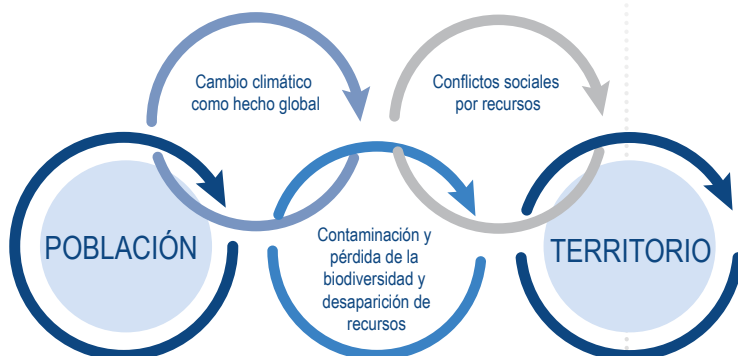 Cambio climático
como hecho global
Conflictos sociales
por recursos
POBLACIÓN
Contaminación y
pérdida de la
biodiversidad y
desaparición de
recursos
TERRITORIO